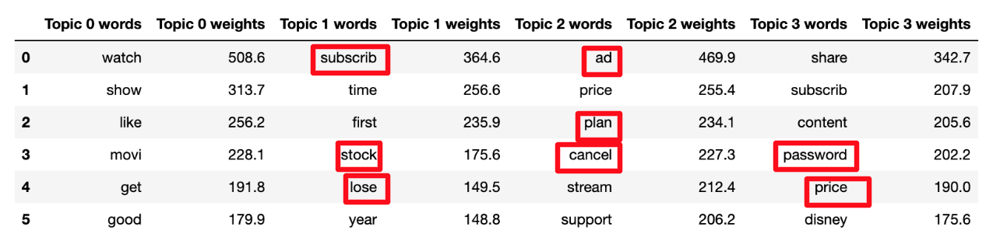 Topic 0 words Topic 0 weights Topic 1 words Topic 1 weights Topic 2 words Topic 2 weights Topic 3 words Topic 3 weights
0 watch 508.6 subscrib 364.6 ad 469.9 share 342.7
1 show 313.7 time 256.6 price 255.4 subscrib 207.9
2 like 256.2 first 235.9 plan 234.1 content 205.6
3 movi 228.1 stock 175.6 cancel 227.3 password 202.2
4 get 191.8 lose 149.5 stream 212.4 price 190.0
5 good 179.9 year 148.8 support 206.2 disney 175.6